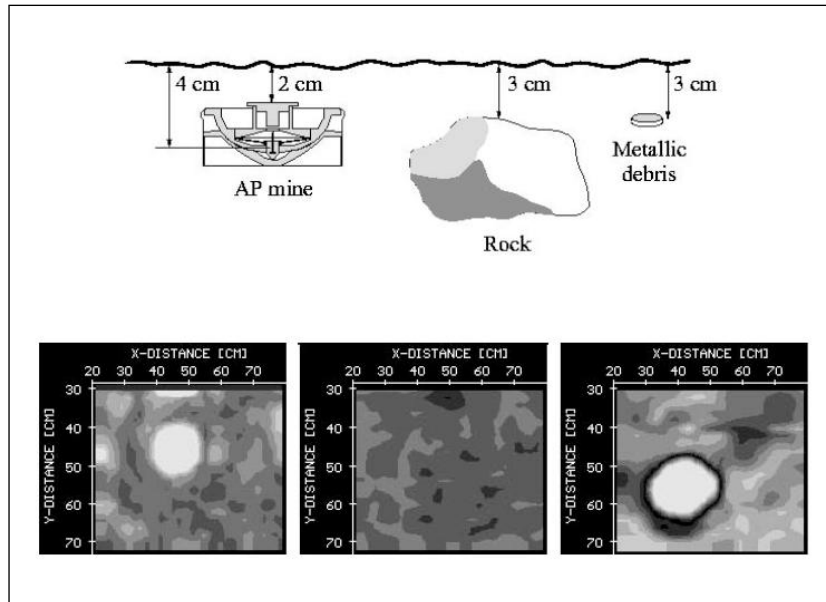 4 cm 2 cm 3 cm 3 cm
AP mine
Rock
Metallic
debris
X-DISTANCE [CM]
20 30 40 50 60 70
Y-DISTANCE [CM]
30
40
50
60
70
X-DISTANCE [CM]
20 30 40 50 60 70
Y-DISTANCE [CM]
30
40
50
60
70
X-DISTANCE [CM]
20 30 40 50 60 70
Y-DISTANCE [CM]
30
40
50
60
70